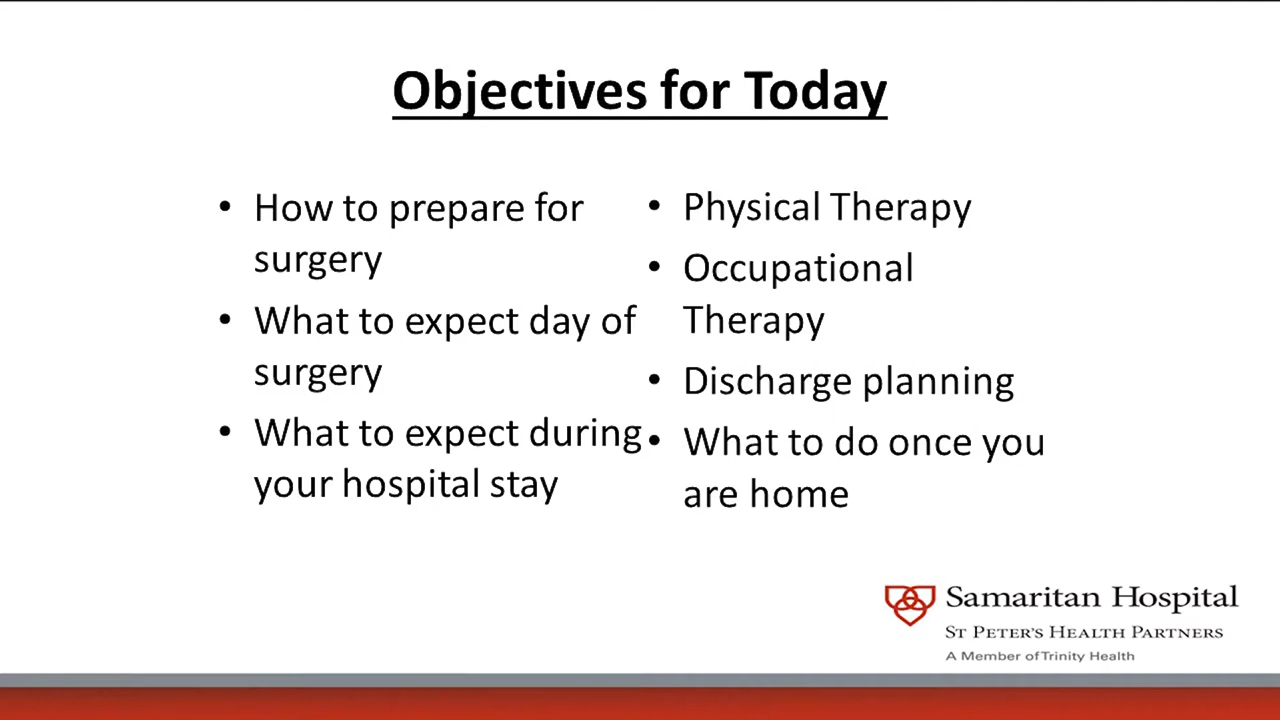 Objectives for Today
• How to prepare for
surgery
• What to expect day of
surgery
• What to expect during
your hospital stay
• Physical Therapy
• Occupational
Therapy
• Discharge planning
• What to do once you
are home
Samaritan Hospital
ST PETER'S HEALTH PARTNERS
A Member of Trinity Health